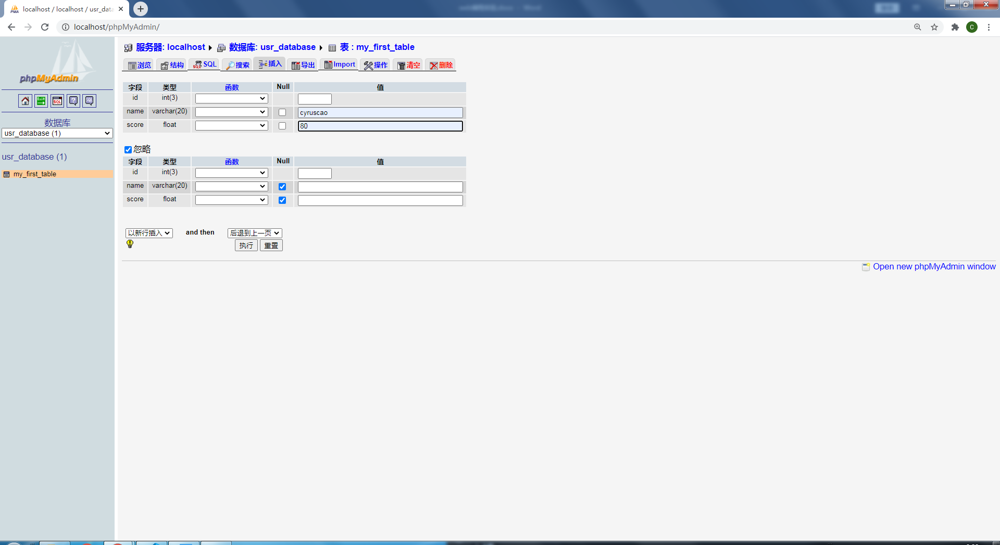 localhost / localhost / usr_data
localhost/phpMyAdmin/
phpMyAdmin
服务器: localhost 数据库: usr_database 表 : my_first_table
浏览 结构 SQL 搜索 插入 导出 Import 操作 清空 删除
Exit SQL ? SQL
数据库
usr_database (1)
usr_database (1)
my_first_table
字段 类型 函数 Null 值
id int(3)
name varchar(20) cyruscao
score float 80
忽略
字段 类型 函数 Null 值
id int(3)
name varchar(20)
score float
以新行插入 and then 后退到上一页
执行 重置
Open new phpMyAdmin window